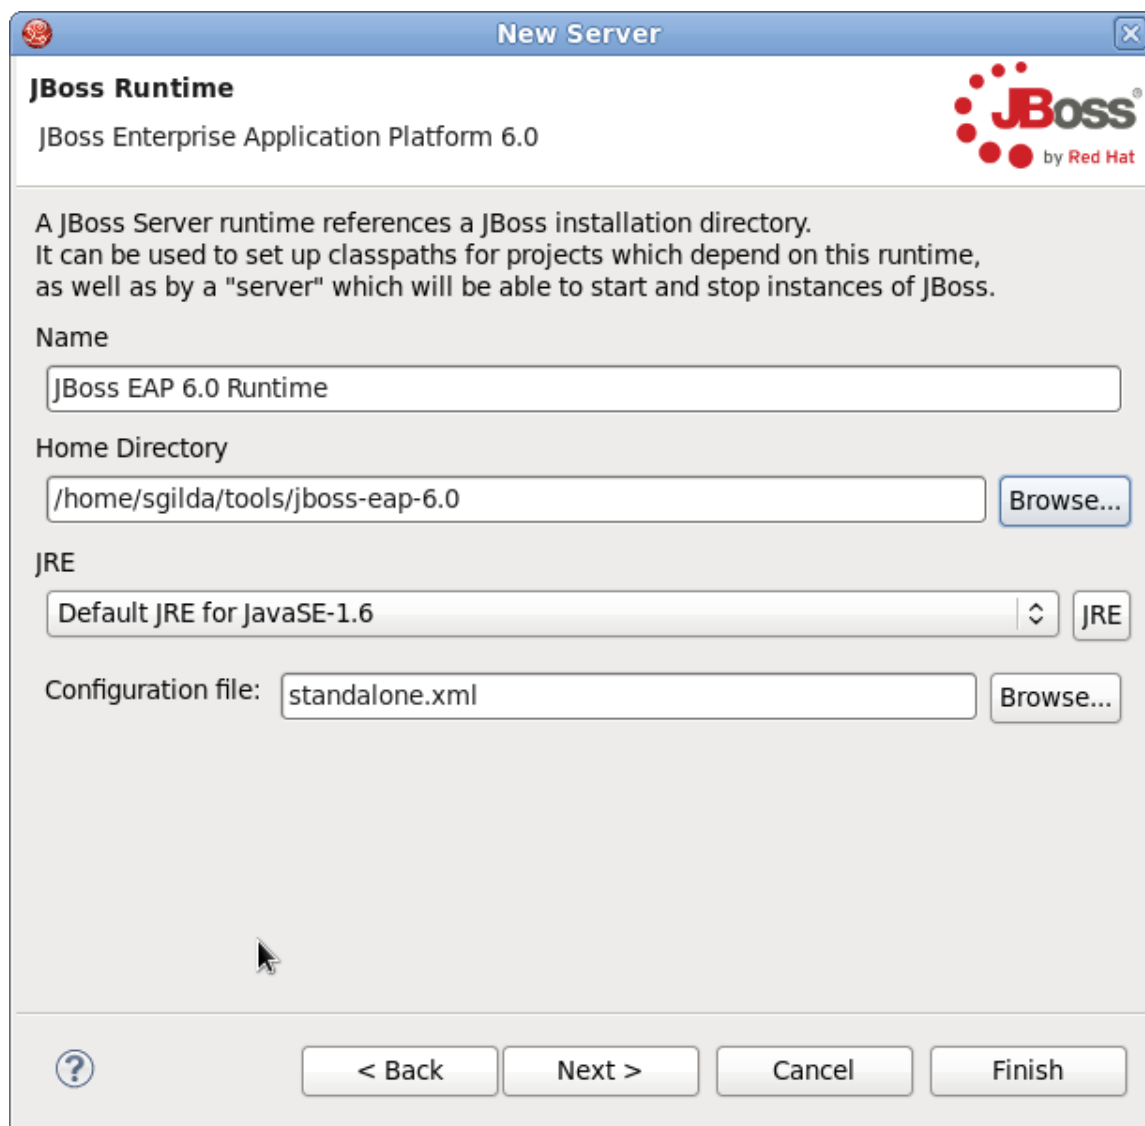 New Server
JBoss Runtime
JBoss Enterprise Application Platform 6.0
JBoss®
by Red Hat
A JBoss Server runtime references a JBoss installation directory.
It can be used to set up classpaths for projects which depend on this runtime,
as well as by a "server" which will be able to start and stop instances of JBoss.
Name
JBoss EAP 6.0 Runtime
Home Directory
/home/sgilda/tools/jboss-eap-6.0
Browse...
JRE
Default JRE for JavaSE-1.6
JRE
Configuration file:
standalone.xml
Browse...
?
< Back
Next >
Cancel
Finish